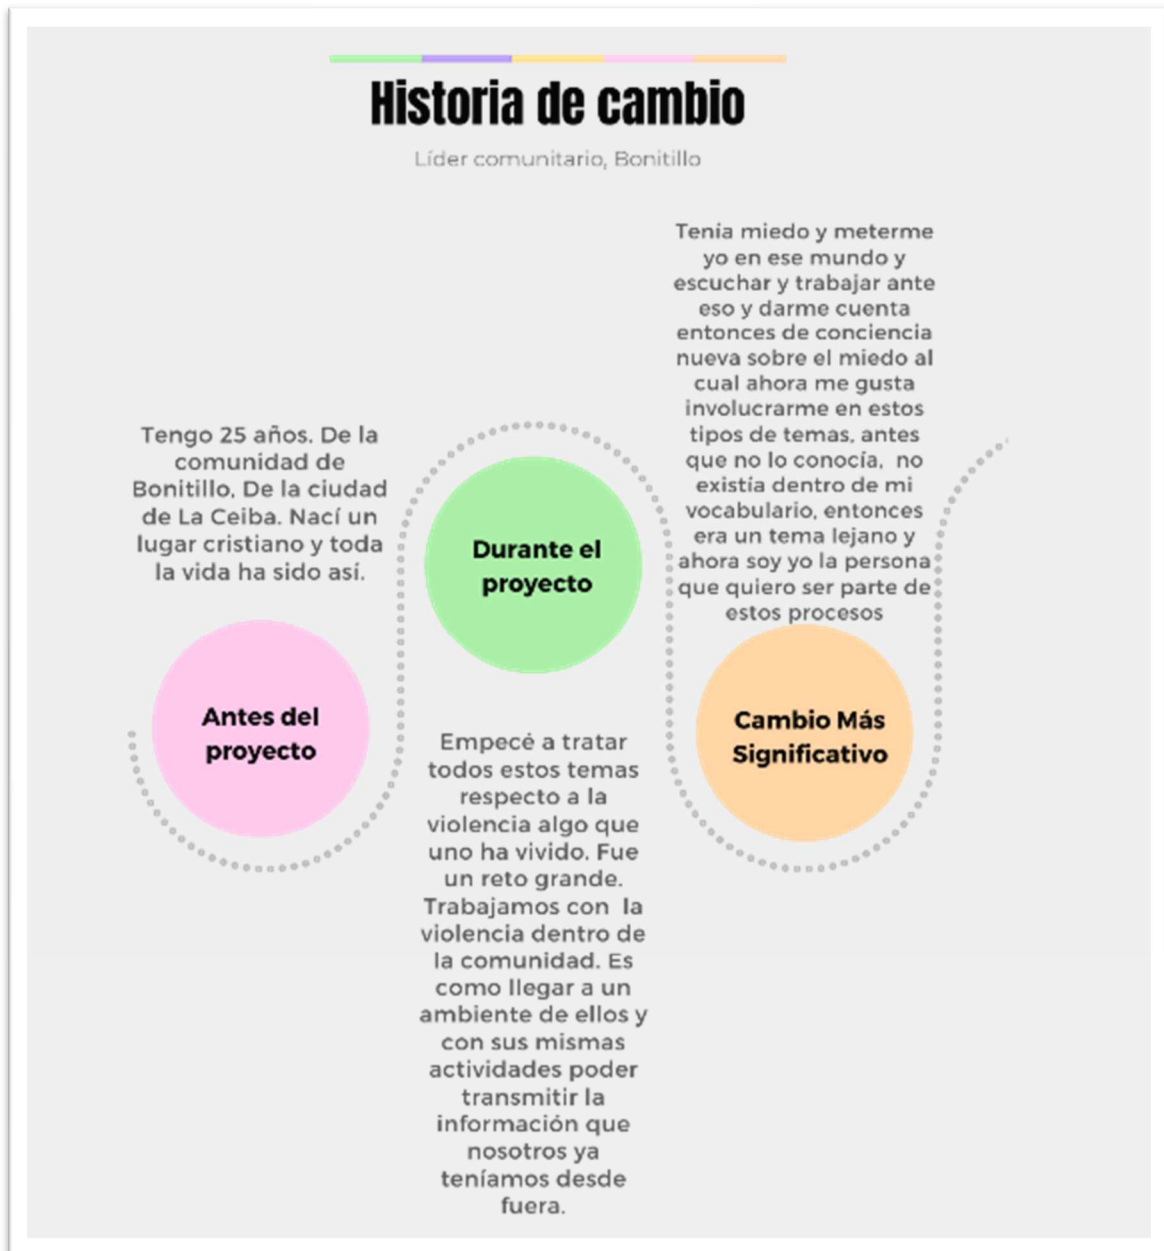 Historia de cambio
Líder comunitario, Bonitillo
Tengo 25 años. De la
comunidad de
Bonitillo, De la ciudad
de La Ceiba. Nací un
lugar cristiano y toda
la vida ha sido así.
Antes del
proyecto
Durante el
proyecto
Empecé a tratar
todos estos temas
respecto a la
violencia algo que
uno ha vivido. Fue
un reto grande.
Trabajamos con  la
violencia dentro de
la comunidad. Es
como llegar a un
ambiente de ellos y
con sus mismas
actividades poder
transmitir la
información que
nosotros ya
teníamos desde
fuera.
Tenía miedo y meterme
yo en ese mundo y
escuchar y trabajar ante
eso y darme cuenta
entonces de conciencia
nueva sobre el miedo al
cual ahora me gusta
involucrarme en estos
tipos de temas, antes
que no lo conocía,  no
existía dentro de mi
vocabulario, entonces
era un tema lejano y
ahora soy yo la persona
que quiero ser parte de
estos procesos
Cambio Más
Significativo